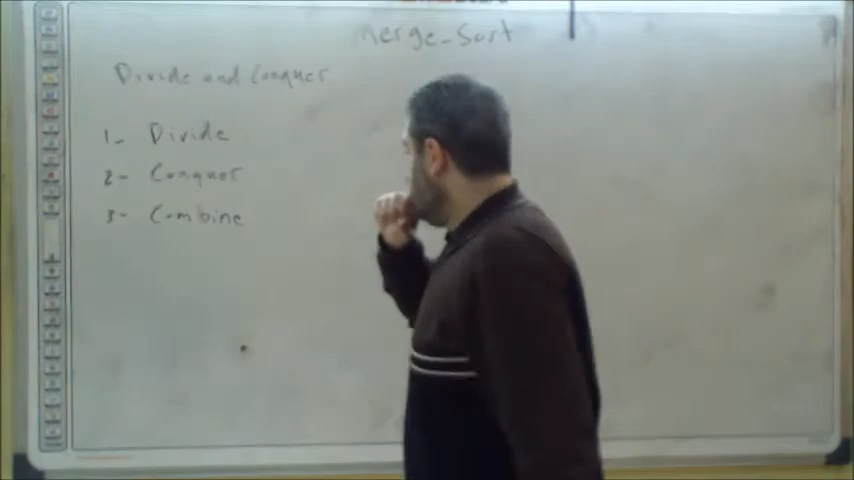 Merge-Sort
Divide and Conquer
1- Divide
2- Conquer
3- Combine